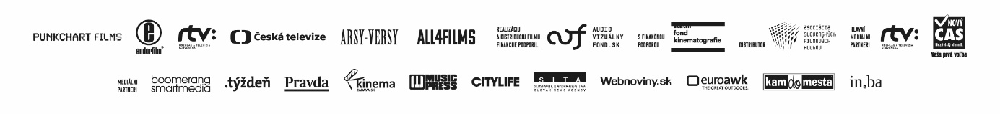 PUNKCHART FILMS
endorfilm®
rtv:
ROZHLAS A TELEVÍZIA
SLOVENSKA
Česká televize
ARSY-VERSY
ALL4FILMS
REALIZÁCIU
A DISTRIBÚCIU FILMU
FINANČNE PODPORIL
avf
AUDIO
VIZUÁLNY
FOND.SK
S FINANČNOU
PODPOROU
štátni
fond
kinematografie
DISTRIBÚTOR
asociácia
slovenských
filmových
klubov
HLAVNÍ
MEDIÁLNI
PARTNERI
rtv:
ROZHLAS A TELEVÍZIA
SLOVENSKA
NOVÝ
ČAS
Nezávislý denník
Vaša prvá voľba
MEDIÁLNI
PARTNERI
boomerang
smartmedia
.týždeň
Pravda
kinema
ZABAVA.SK
MUSIC
PRESS
CITYLIFE
SITA
SLOVENSKÁ TLAČOVÁ AGENTÚRA
SLOVAK NEWS AGENCY
Webnoviny.sk
euroawk
THE GREAT OUTDOORS.
kam do mesta
in.ba